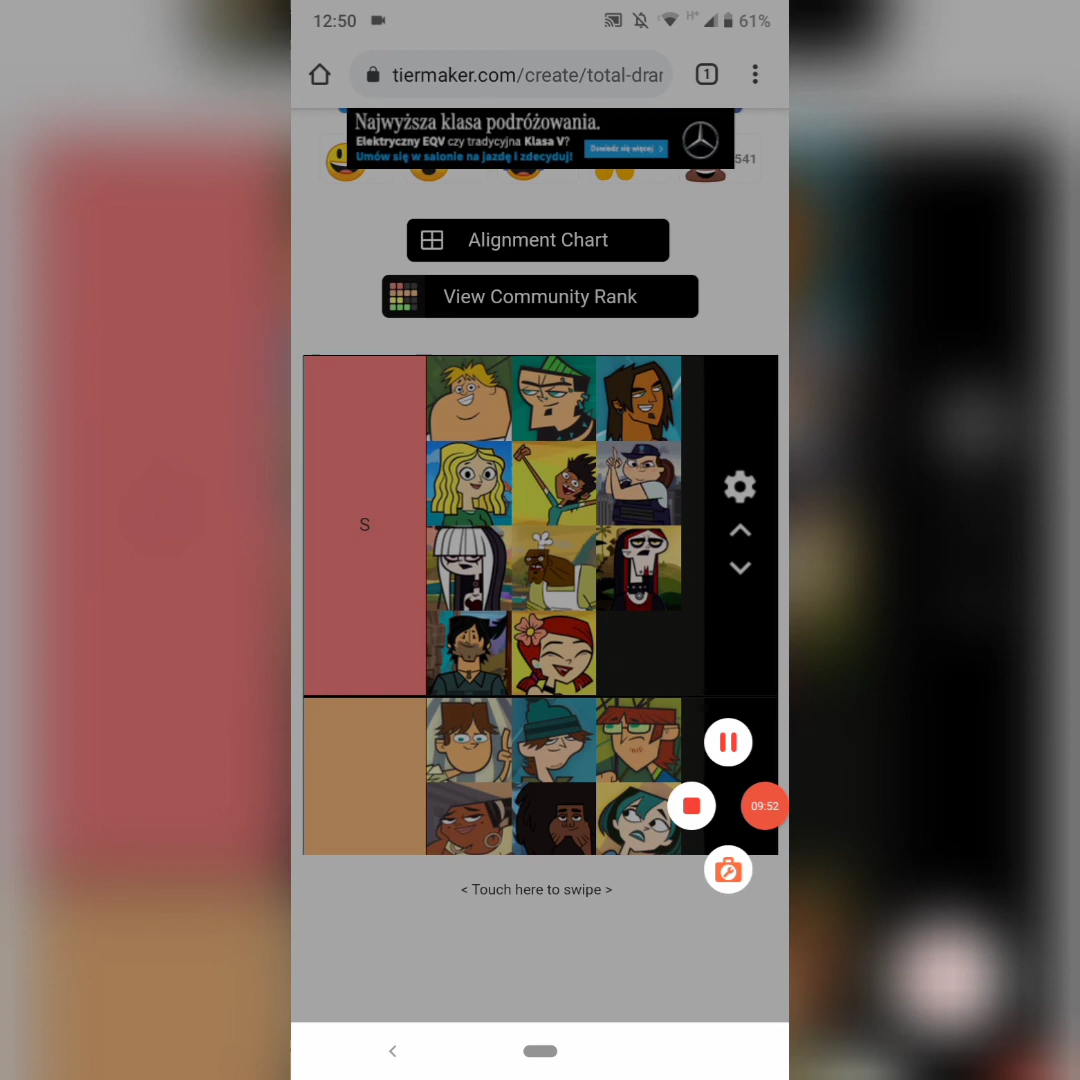 12:50
H+
61%
tiermaker.com/create/total-drar
1
Najwyższa klasa podróżowania.
Elektryczny EQV czy tradycyjna Klasa V?
Dowiedz się więcej >
Umów się w salonie na jazdę i zdecyduj!
541
Alignment Chart
View Community Rank
S
09:52
< Touch here to swipe >